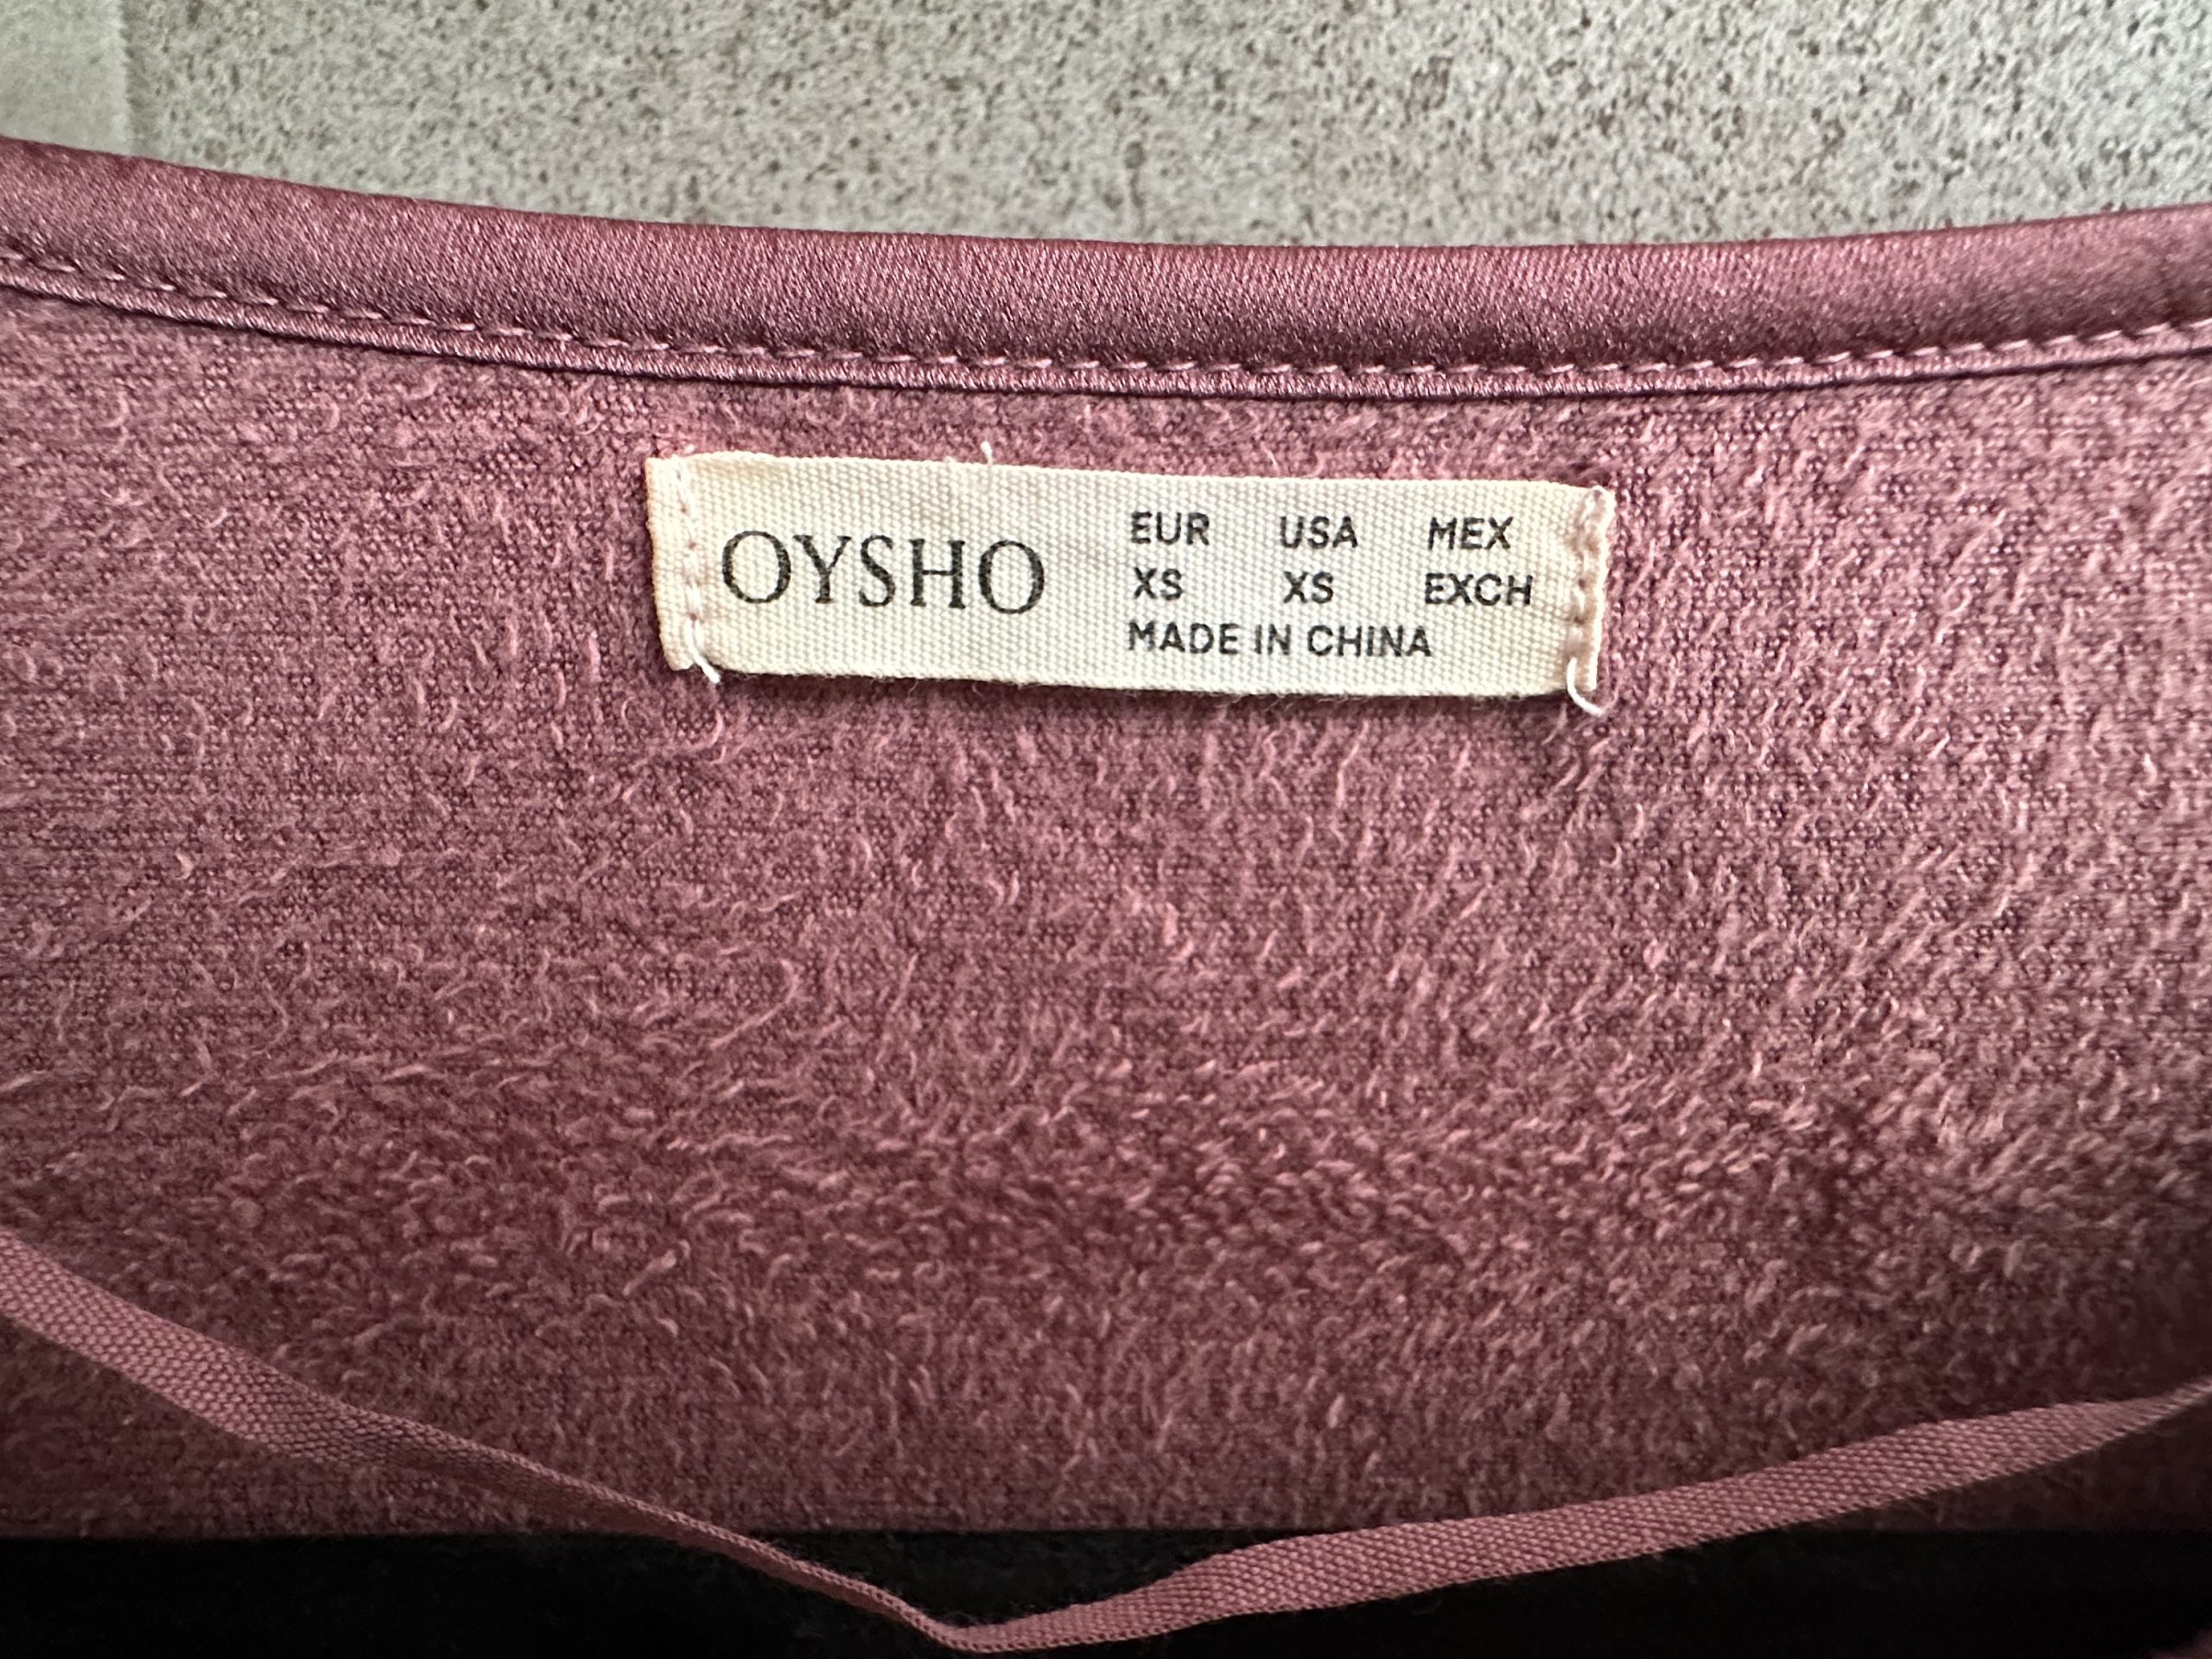 OYSHO
EUR USA MEX
XS XS EXCH
MADE IN CHINA